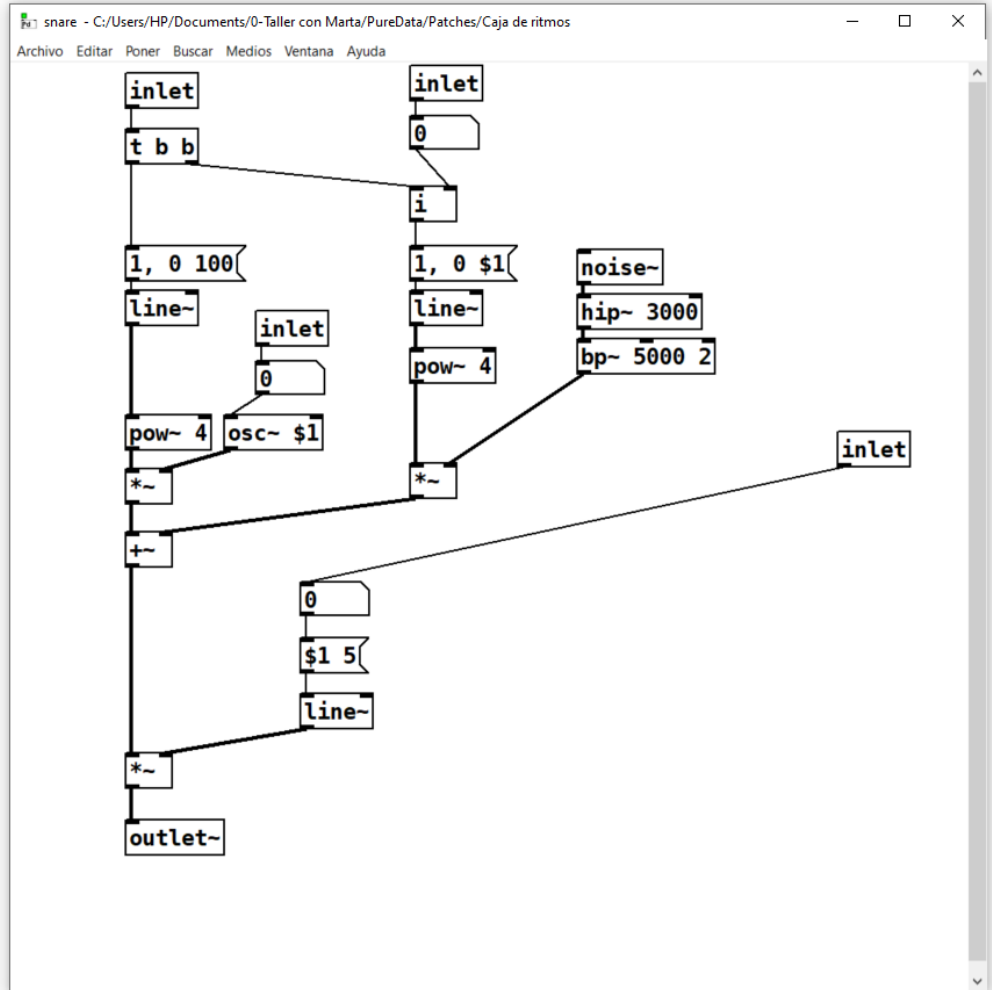 snare - C:/Users/HP/Documents/0-Taller con Marta/PureData/Patches/Caja de ritmos
Archivo Editar Poner Buscar Medios Ventana Ayuda
inlet
inlet
t b b
0
i
1, 0 100
1, 0 $1
noise~
line~
line~
hip~ 3000
inlet
bp~ 5000 2
0
pow~ 4
pow~ 4
osc~ $1
inlet
*~
*~
+~
0
$1 5
line~
*~
outlet~